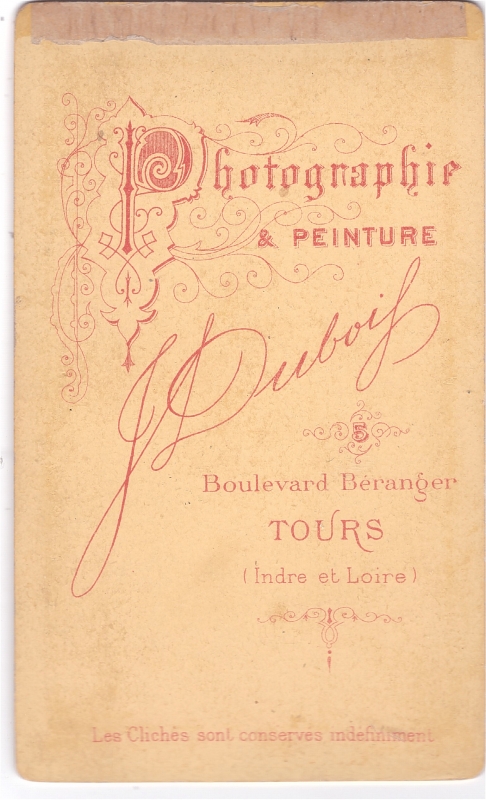 Photographie
& PEINTURE
J Dubois
5
Boulevard Béranger
TOURS
(Indre et Loire)
Les Clichés sont conservés indéfiniment